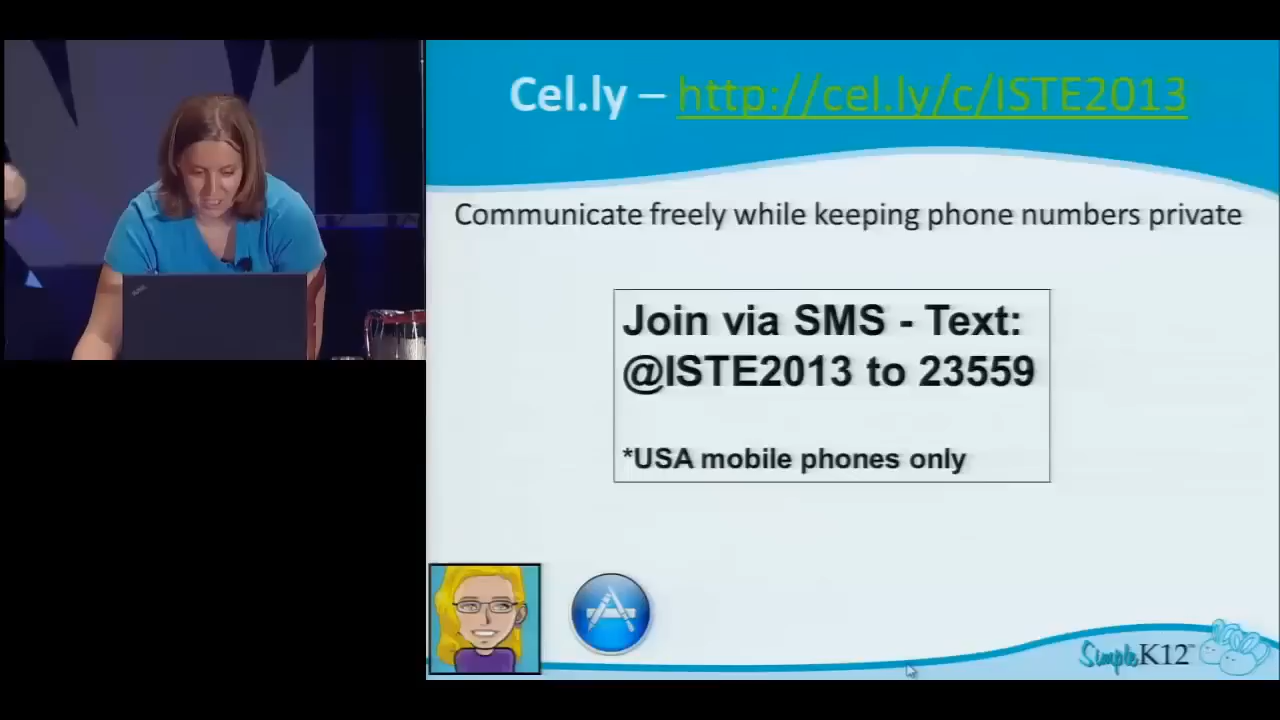 Cel.ly – http://cel.ly/c/ISTE2013
Communicate freely while keeping phone numbers private
Join via SMS - Text:
@ISTE2013 to 23559
*USA mobile phones only
SimpleK12™